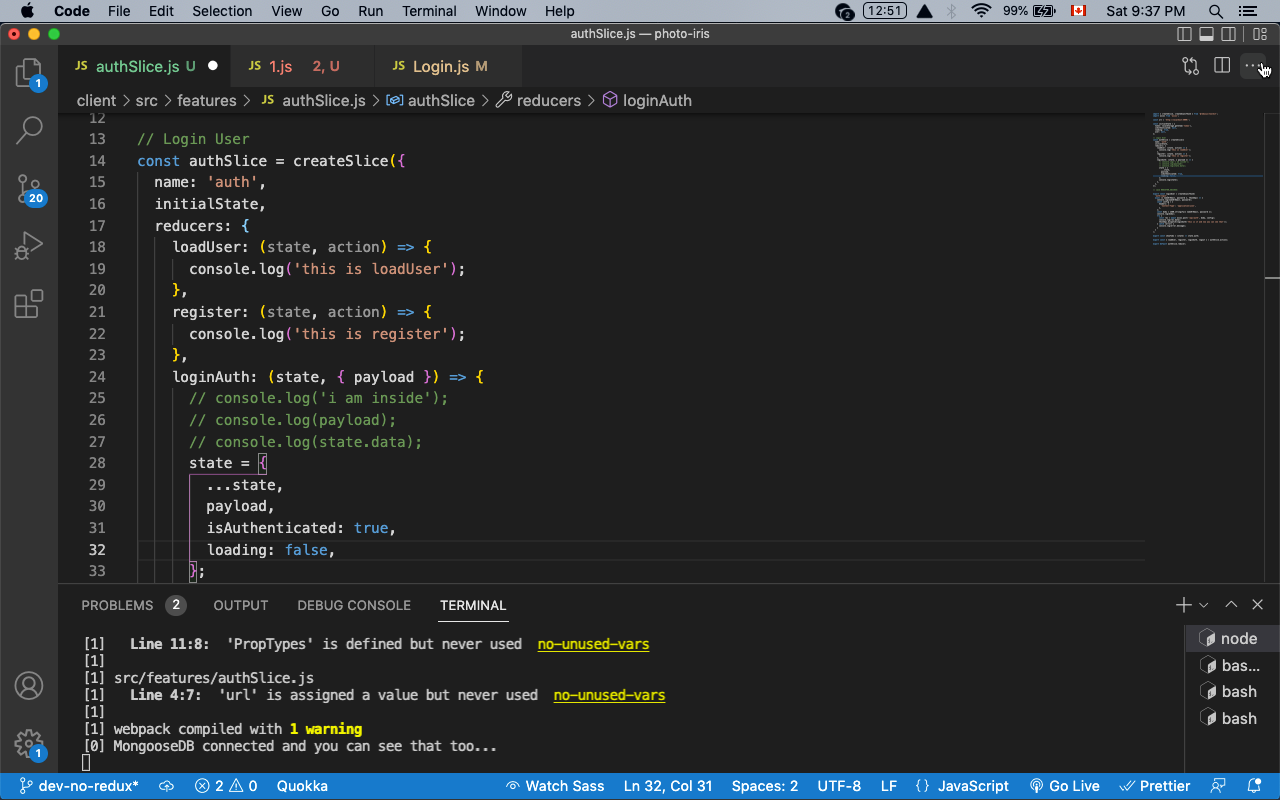 Code File Edit Selection View Go Run Terminal Window Help 2 12:51 99% Sat 9:37 PM
authSlice.js — photo-iris
JS authSlice.js U JS 1.js 2, U JS Login.js M
client > src > features > JS authSlice.js > authSlice > reducers > loginAuth
12
13 // Login User
14 const authSlice = createSlice({
15 name: 'auth',
16 initialState,
17 reducers: {
18 loadUser: (state, action) => {
19 console.log('this is loadUser');
20 },
21 register: (state, action) => {
22 console.log('this is register');
23 },
24 loginAuth: (state, { payload }) => {
25 // console.log('i am inside');
26 // console.log(payload);
27 // console.log(state.data);
28 state = {
29 ...state,
30 payload,
31 isAuthenticated: true,
32 loading: false,
33 };
1
20
1
PROBLEMS 2 OUTPUT DEBUG CONSOLE TERMINAL
[1] Line 11:8: 'PropTypes' is defined but never used no-unused-vars
[1]
[1] src/features/authSlice.js
[1] Line 4:7: 'url' is assigned a value but never used no-unused-vars
[1]
[1] webpack compiled with 1 warning
[0] MongooseDB connected and you can see that too...
node
bas...
bash
bash
dev-no-redux* 2 0 Quokka Watch Sass Ln 32, Col 31 Spaces: 2 UTF-8 LF {} JavaScript Go Live Prettier